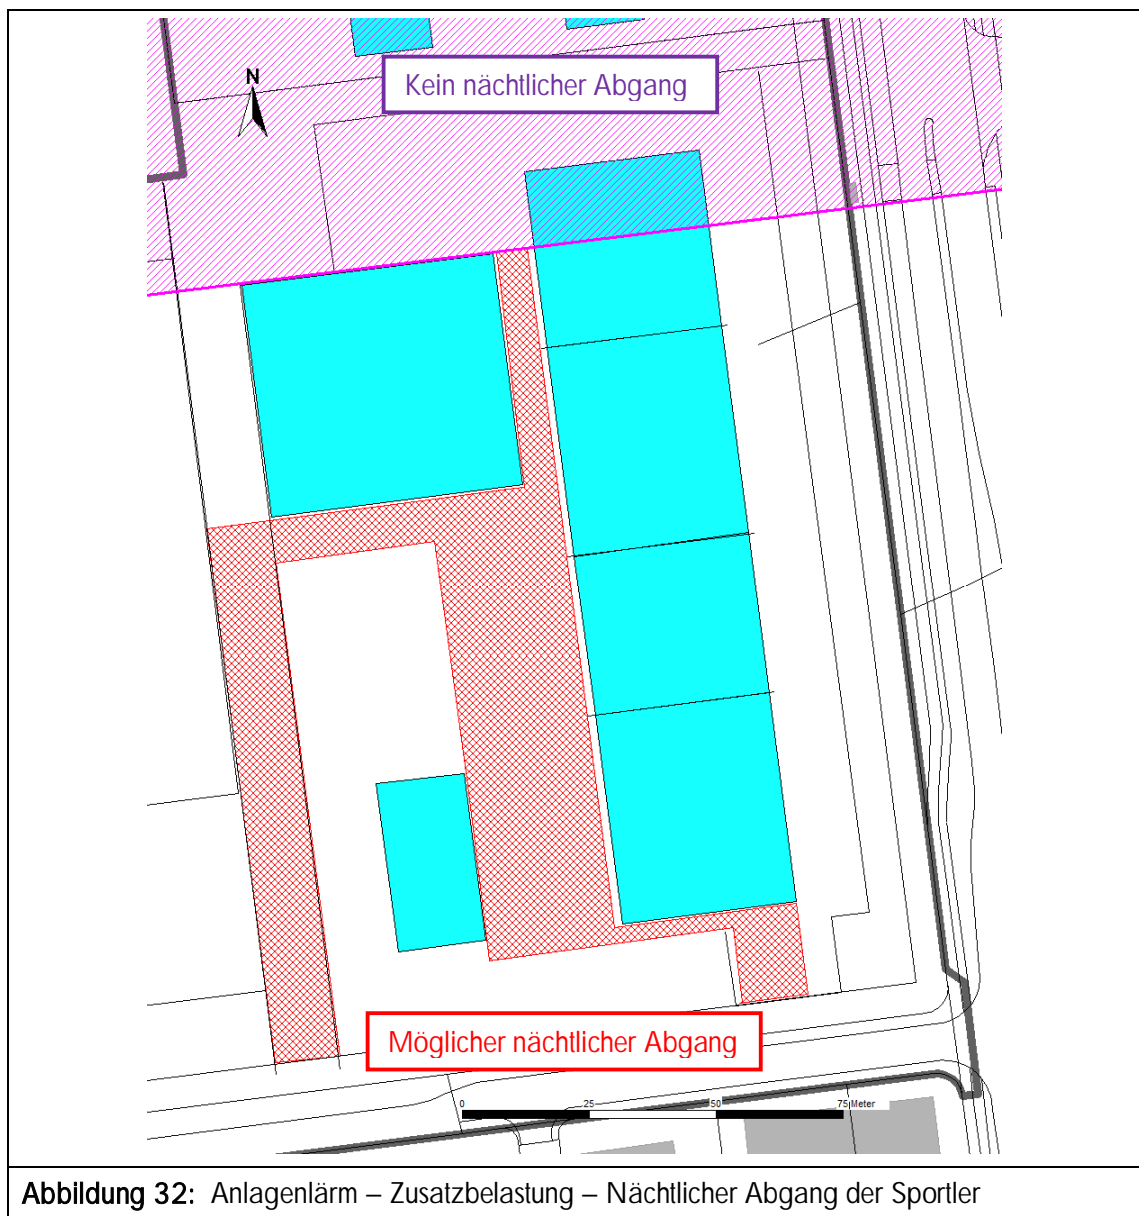 Kein nächtlicher Abgang
N
Möglicher nächtlicher Abgang
0 25 50 75 Meter
Abbildung 32: Anlagenlärm – Zusatzbelastung – Nächtlicher Abgang der Sportler